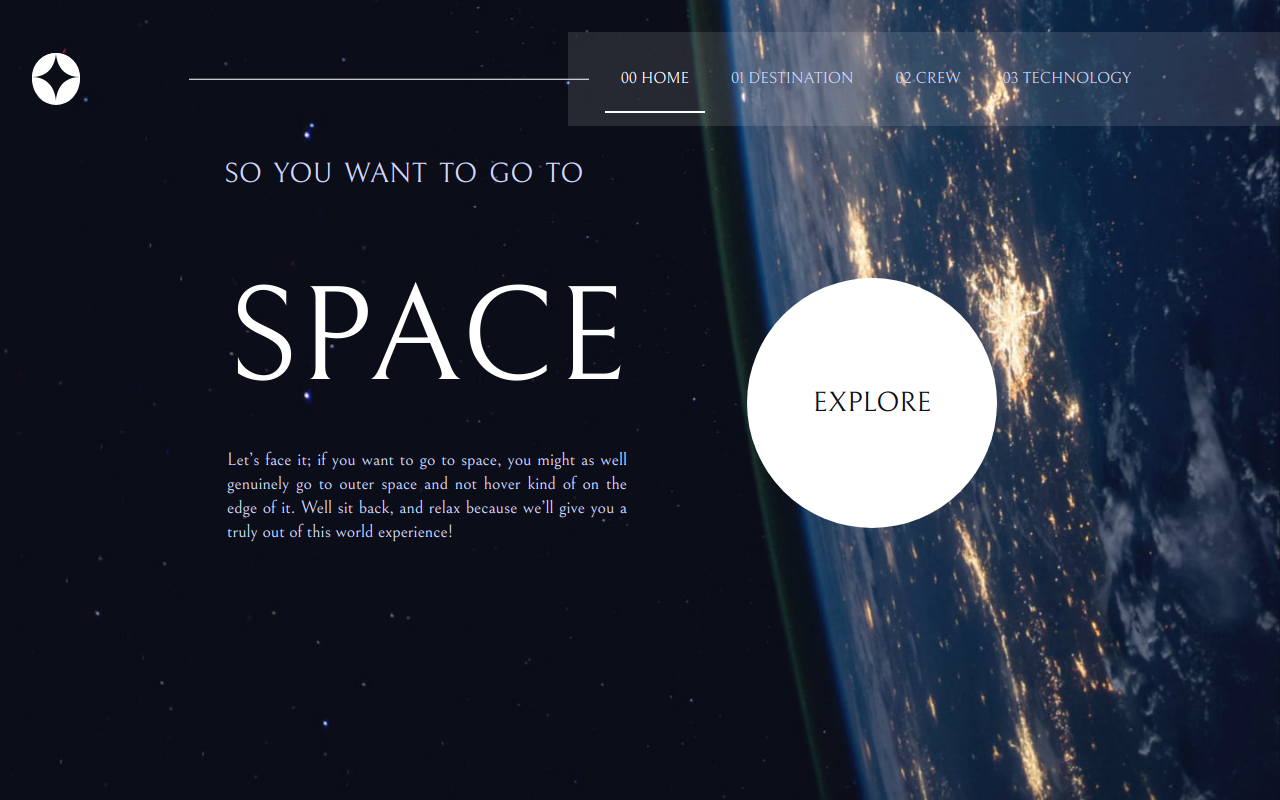 00 HOME 01 DESTINATION 02 CREW 03 TECHNOLOGY
SO YOU WANT TO GO TO
SPACE
EXPLORE
Let’s face it; if you want to go to space, you might as well
genuinely go to outer space and not hover kind of on the
edge of it. Well sit back, and relax because we’ll give you a
truly out of this world experience!